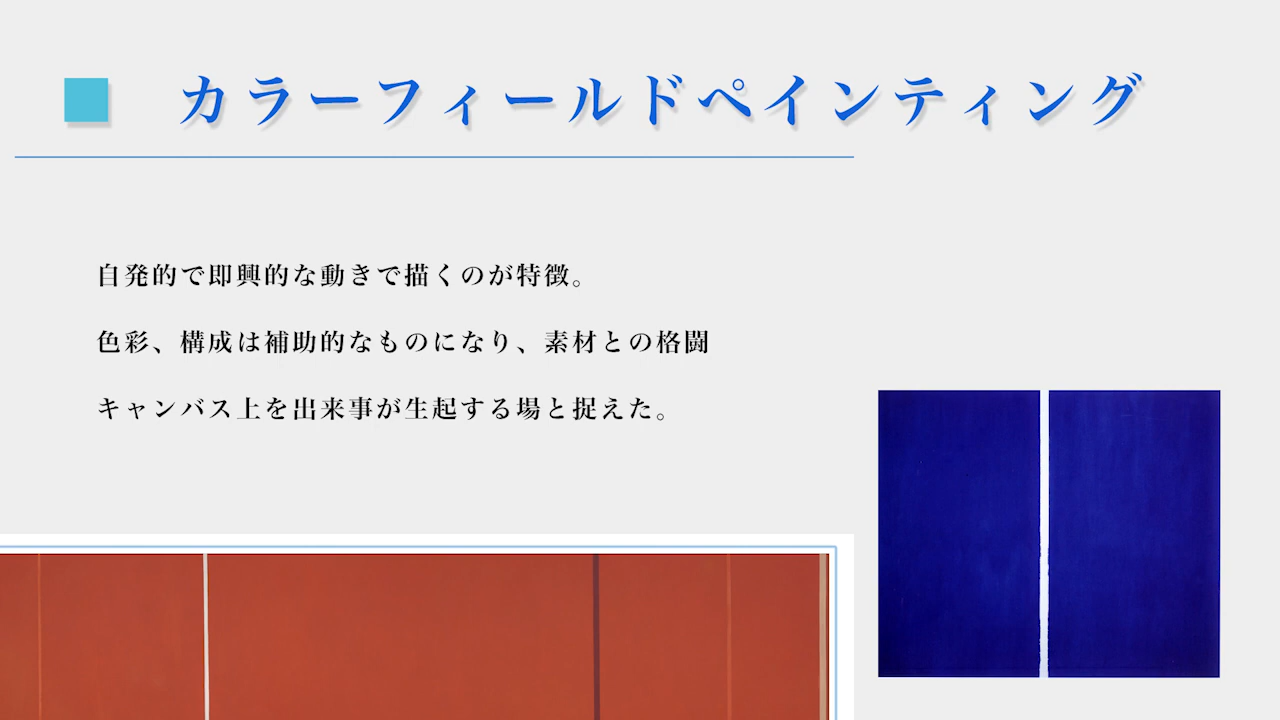 カラーフィールドペインティング
自発的で即興的な動きで描くのが特徴。
色彩、構成は補助的なものになり、素材との格闘
キャンバス上を出来事が生起する場と捉えた。